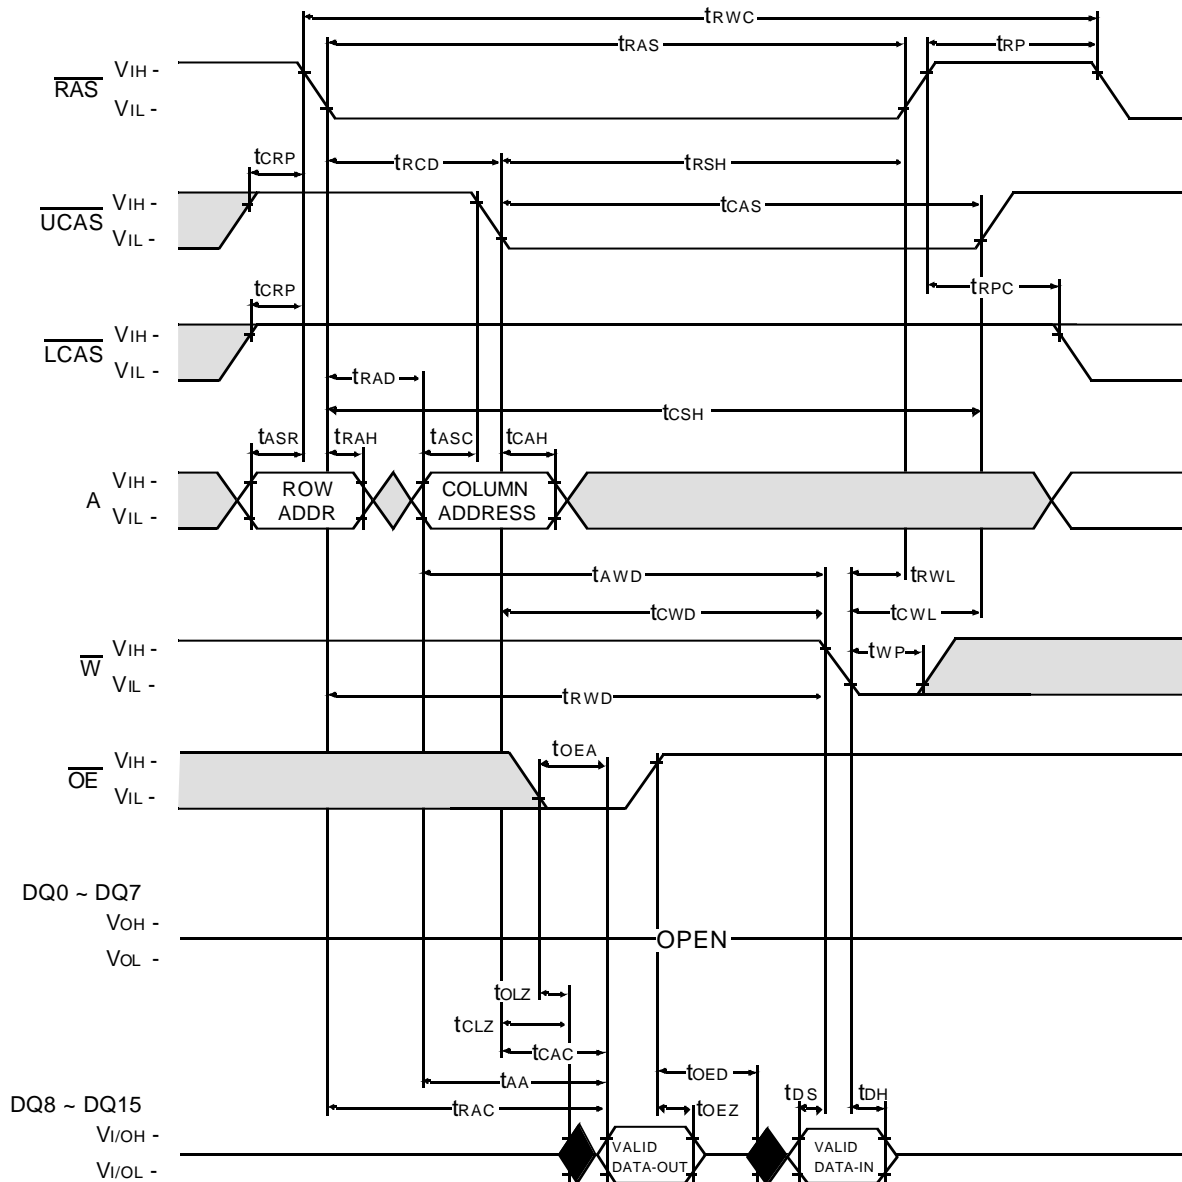 tRWC
tRAS
tRP
RAS
VIH -
VIL -
tCRP
tRCD
tRSH
UCAS
VIH -
VIL -
tCAS
tCRP
tRPC
LCAS
VIH -
VIL -
tRAD
tCSH
tASR
tRAH
tASC
tCAH
A
VIH -
VIL -
ROW
ADDR
COLUMN
ADDRESS
tAWD
tRWL
tCWD
tCWL
W
VIH -
VIL -
tWP
tRWD
OE
VIH -
VIL -
tOEA
DQ0 ~ DQ7
VOH -
VOL -
OPEN
tOLZ
tCLZ
tCAC
tAA
tOED
tRAC
tOEZ
tDS
tDH
DQ8 ~ DQ15
VI/OH -
VI/OL -
VALID
DATA-OUT
VALID
DATA-IN